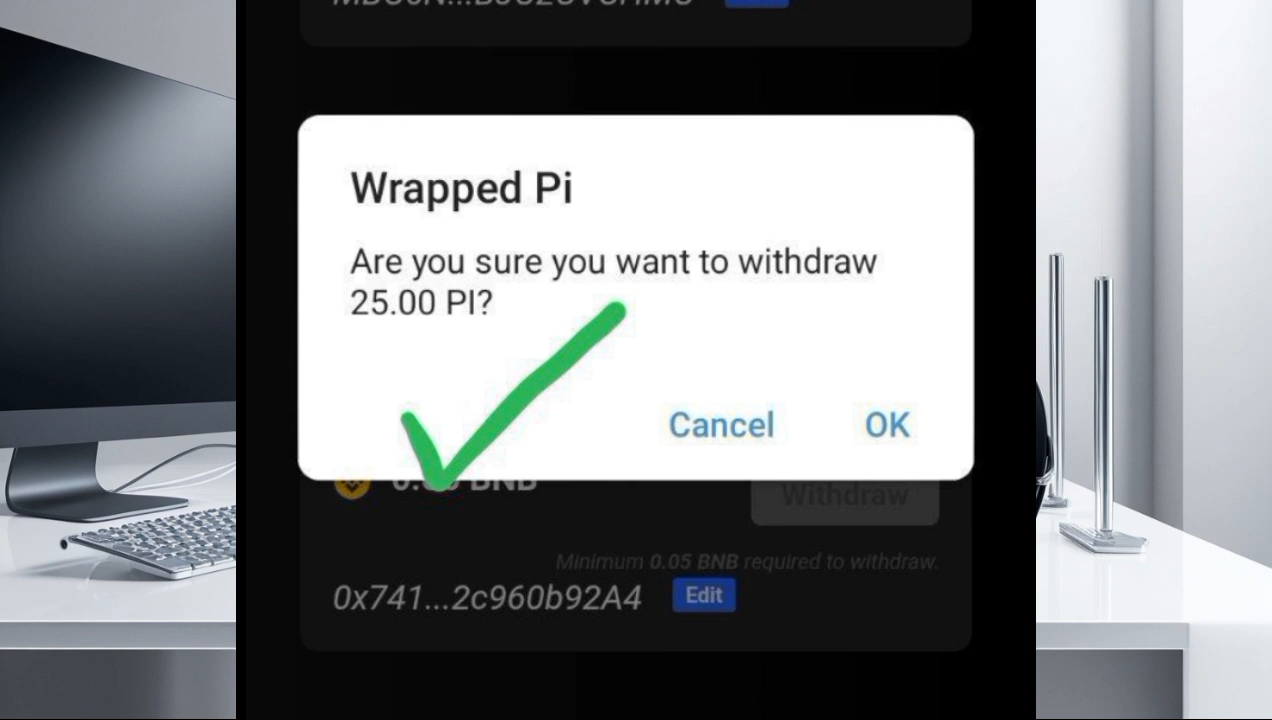 Wrapped Pi
Are you sure you want to withdraw
25.00 PI?
Cancel OK
BNB
Withdraw
Minimum 0.05 BNB required to withdraw.
0x741...2c960b92A4 Edit